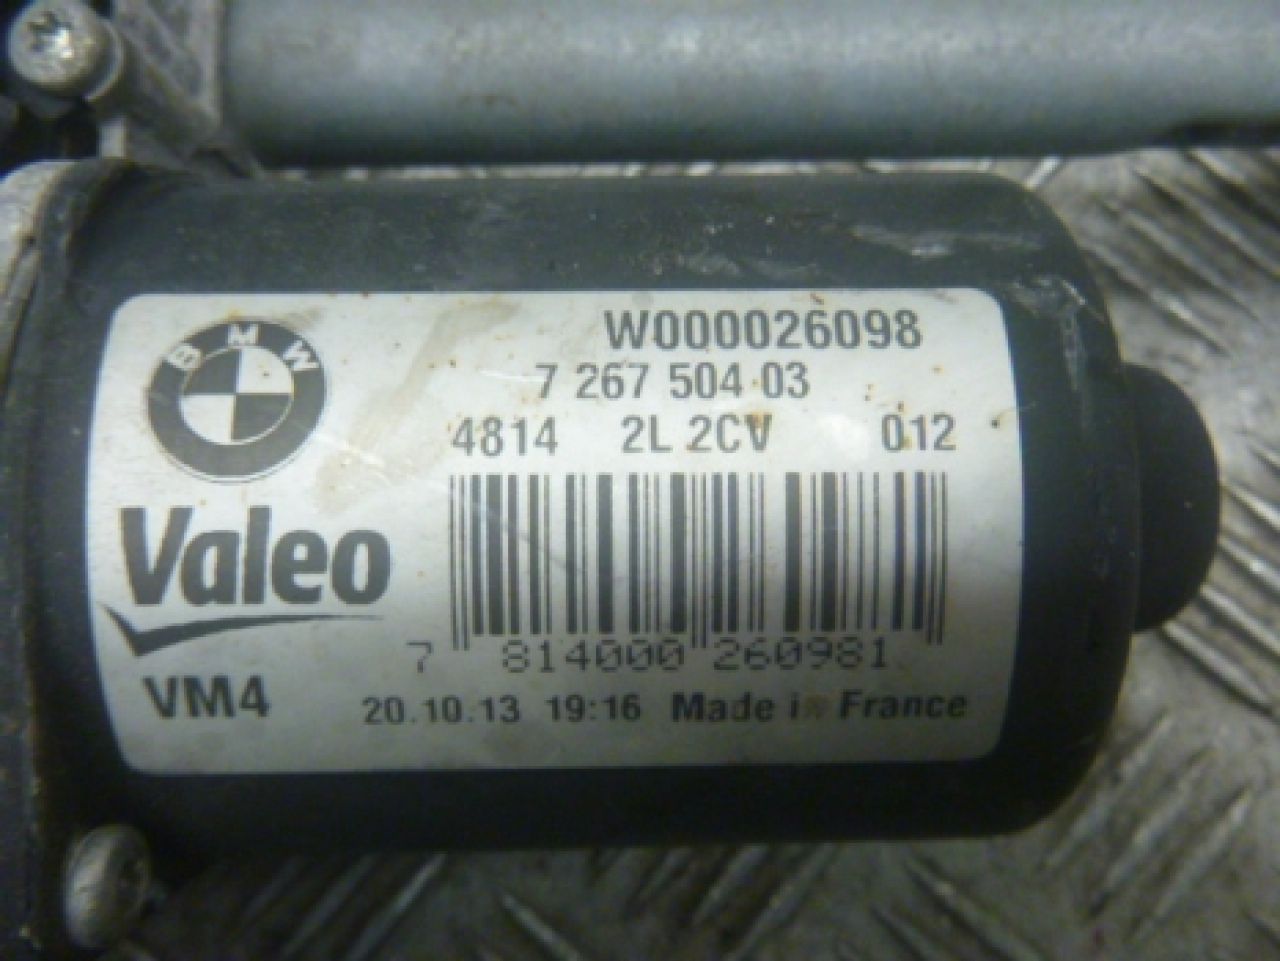 BMW
W000026098
7 267 504 03
4814 2L 2CV 012
Valeo
7 814000 260981
VM4
20.10.13 19:16 Made in France